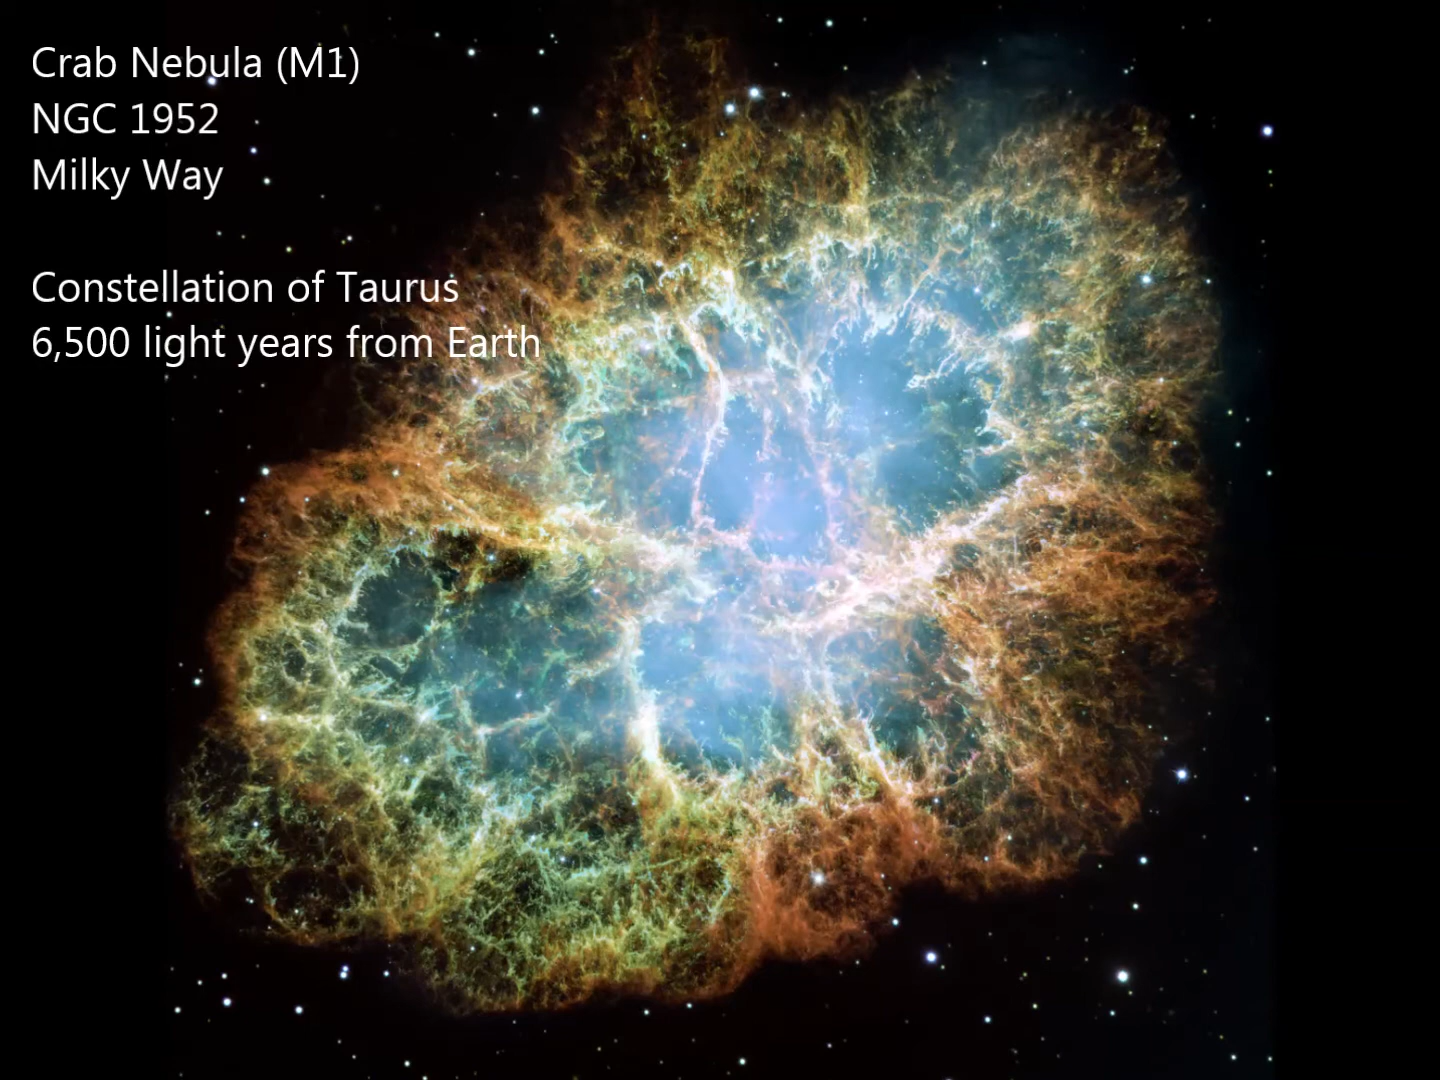 Crab Nebula (M1)
NGC 1952
Milky Way
Constellation of Taurus
6,500 light years from Earth